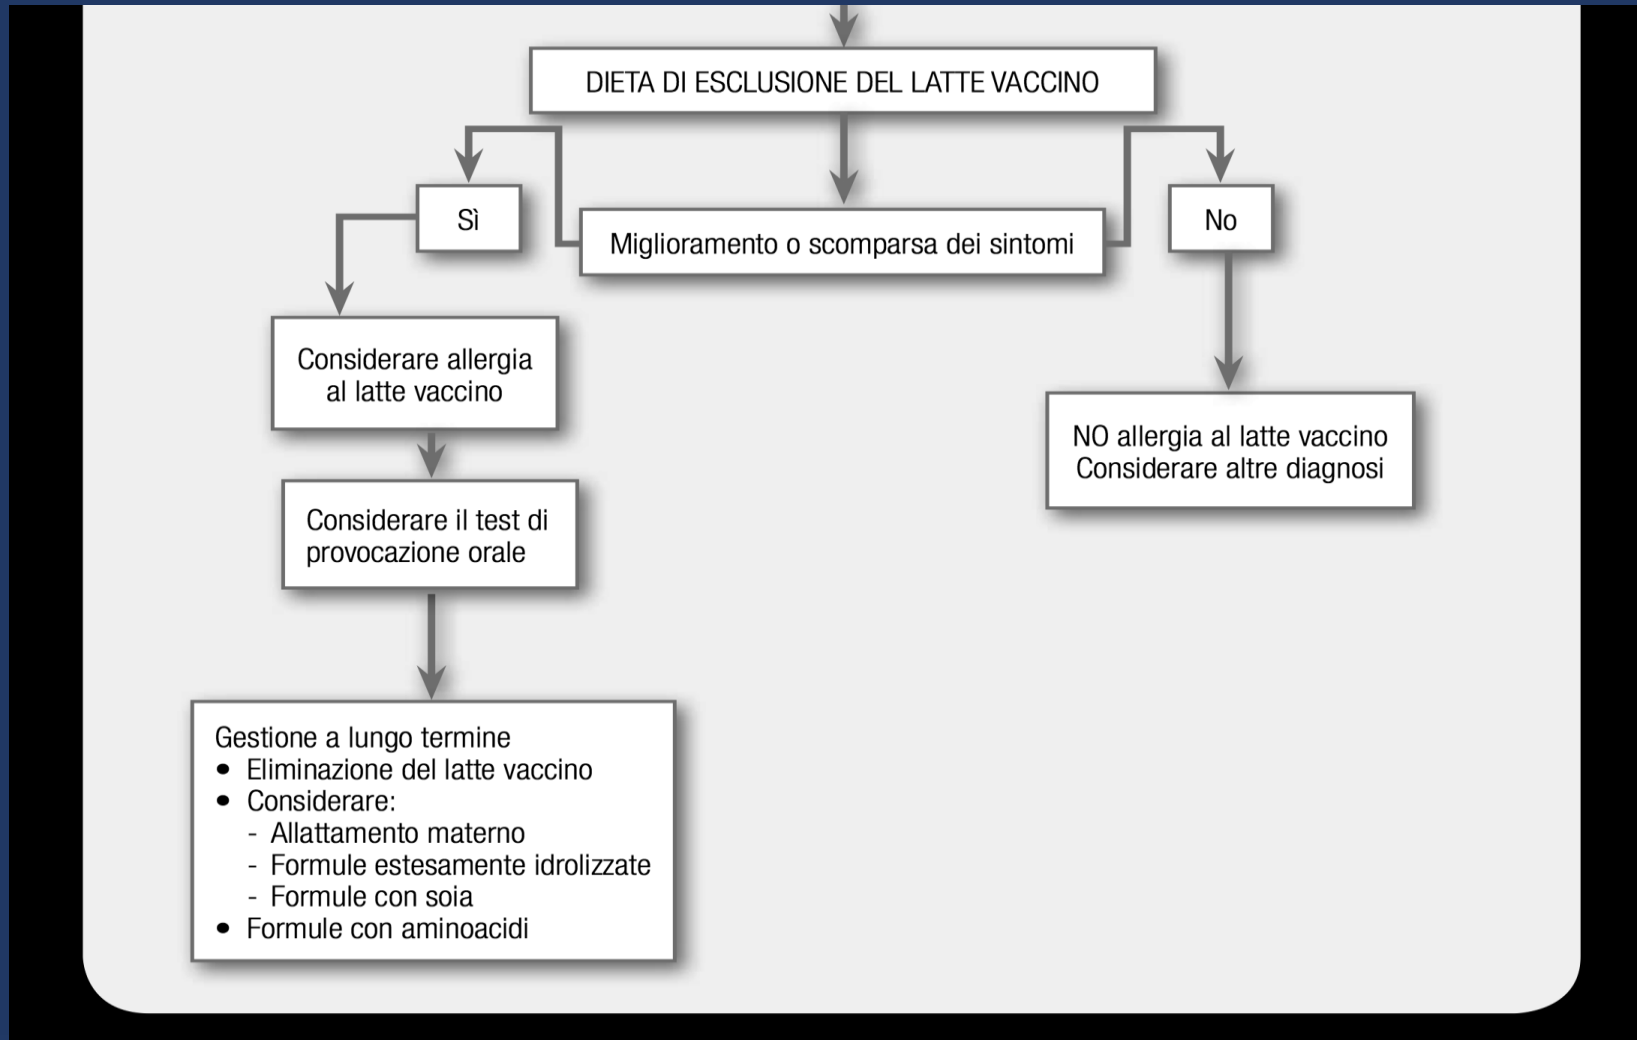 DIETA DI ESCLUSIONE DEL LATTE VACCINO
Sì
Miglioramento o scomparsa dei sintomi
No
Considerare allergia
al latte vaccino
NO allergia al latte vaccino
Considerare altre diagnosi
Considerare il test di
provocazione orale
Gestione a lungo termine
• Eliminazione del latte vaccino
• Considerare:
- Allattamento materno
- Formule estesamente idrolizzate
- Formule con soia
• Formule con aminoacidi